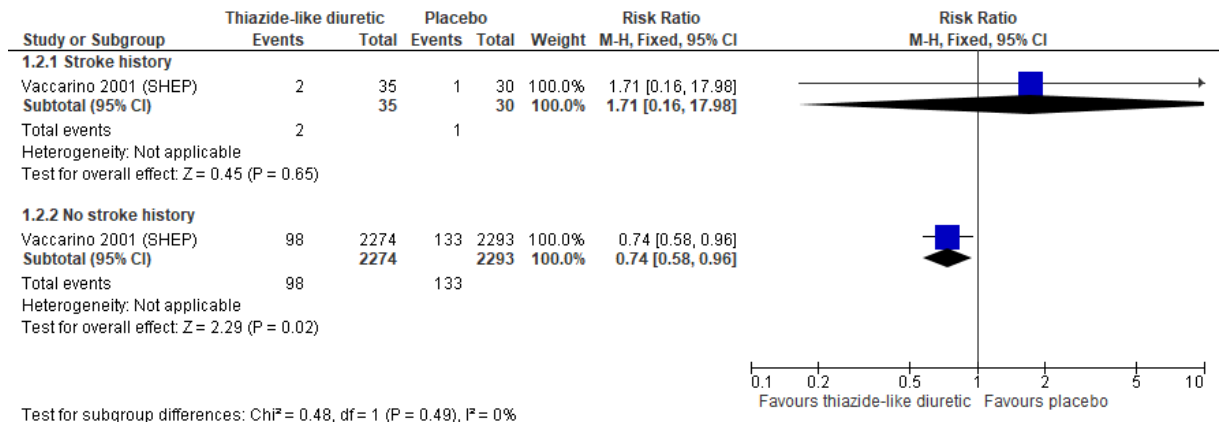 Thiazide-like diuretic Placebo Risk Ratio Risk Ratio
Study or Subgroup Events Total Events Total Weight M-H, Fixed, 95% CI M-H, Fixed, 95% CI
1.2.1 Stroke history
Vaccarino 2001 (SHEP) 2 35 1 30 100.0% 1.71 [0.16, 17.98]
Subtotal (95% CI) 35 30 100.0% 1.71 [0.16, 17.98]
Total events 2 1
Heterogeneity: Not applicable
Test for overall effect: Z = 0.45 (P = 0.65)
1.2.2 No stroke history
Vaccarino 2001 (SHEP) 98 2274 133 2293 100.0% 0.74 [0.58, 0.96]
Subtotal (95% CI) 2274 2293 100.0% 0.74 [0.58, 0.96]
Total events 98 133
Heterogeneity: Not applicable
Test for overall effect: Z = 2.29 (P = 0.02)
0.1 0.2 0.5 1 2 5 10
Favours thiazide-like diuretic Favours placebo
Test for subgroup differences: Chi² = 0.48, df = 1 (P = 0.49), I² = 0%